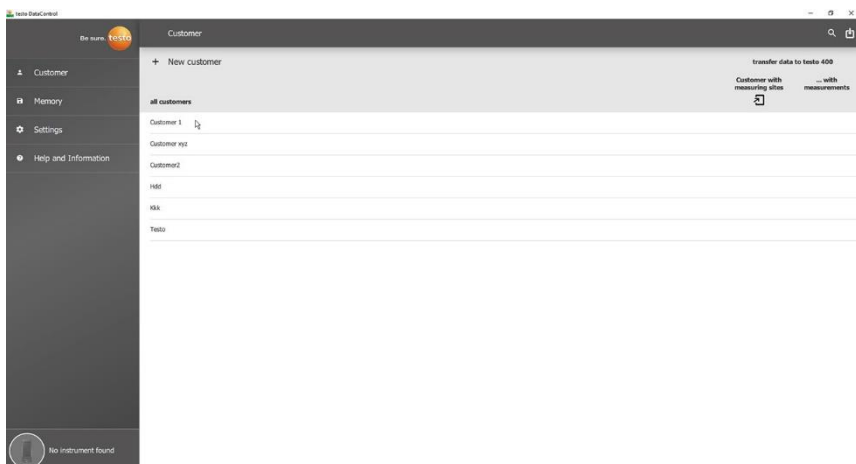 testo DataControl
Be sure. testo
Customer
Customer
Memory
Settings
Help and Information
+ New customer
transfer data to testo 400
Customer with
measuring sites
... with
measurements
all customers
Customer 1
Customer xyz
Customer2
Hdd
Kkk
Testo
No instrument found